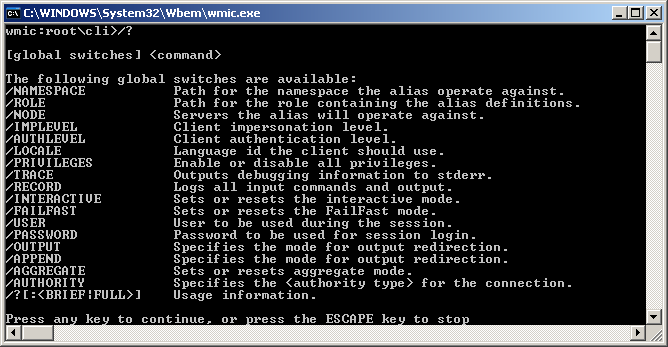 C:\WINDOWS\System32\Wbem\wmic.exe
wmic:root\cli>/?
[global switches] <command>
The following global switches are available:
/NAMESPACE           Path for the namespace the alias operate against.
/ROLE                Path for the role containing the alias definitions.
/NODE                Servers the alias will operate against.
/IMPLEVEL            Client impersonation level.
/AUTHLEVEL           Client authentication level.
/LOCALE              Language id the client should use.
/PRIVILEGES          Enable or disable all privileges.
/TRACE               Outputs debugging information to stderr.
/RECORD              Logs all input commands and output.
/INTERACTIVE         Sets or resets the interactive mode.
/FAILFAST            Sets or resets the FailFast mode.
/USER                User to be used during the session.
/PASSWORD            Password to be used for session login.
/OUTPUT              Specifies the mode for output redirection.
/APPEND              Specifies the mode for output redirection.
/AGGREGATE           Sets or resets aggregate mode.
/AUTHORITY           Specifies the <authority type> for the connection.
/?[:<BRIEF|FULL>]    Usage information.
Press any key to continue, or press the ESCAPE key to stop